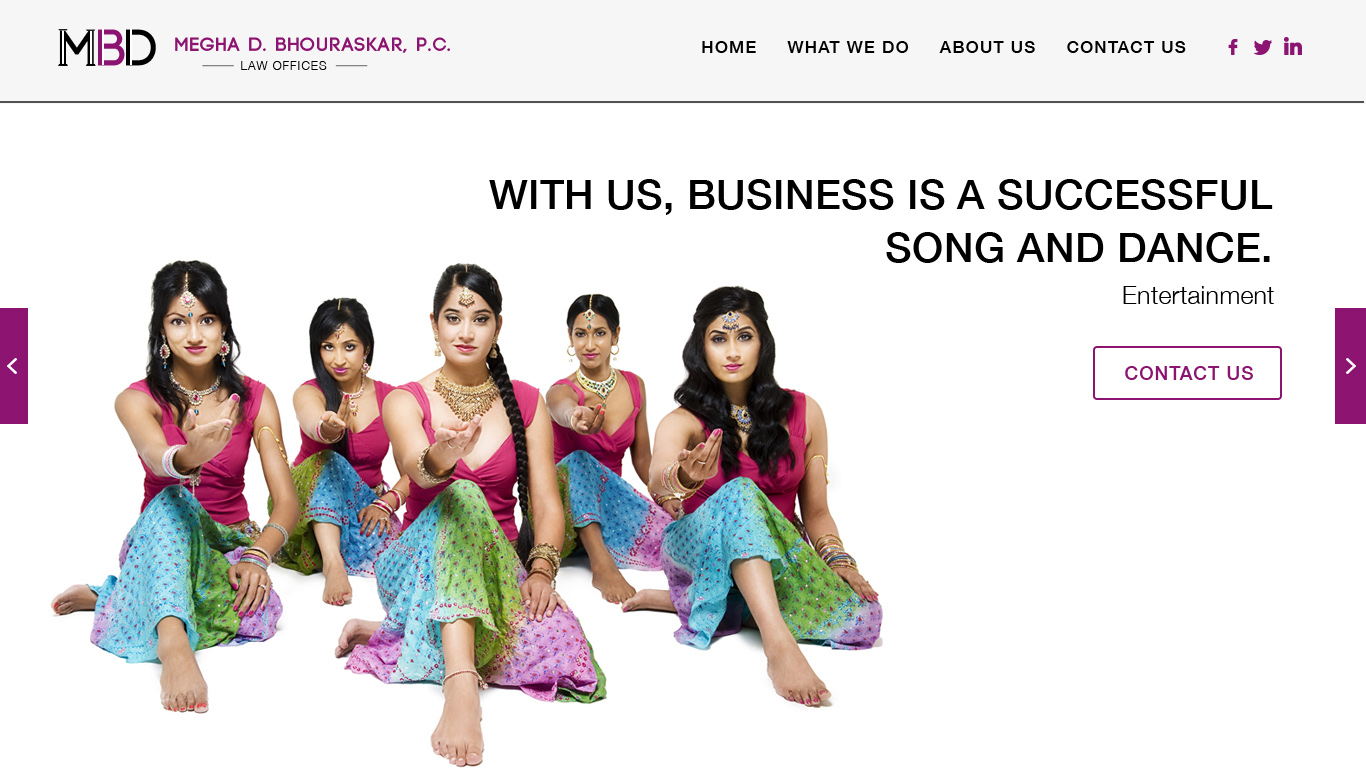 MBD
MEGHA D. BHOURASKAR, P.C.
LAW OFFICES
HOME WHAT WE DO ABOUT US CONTACT US
WITH US, BUSINESS IS A SUCCESSFUL
SONG AND DANCE.
Entertainment
CONTACT US